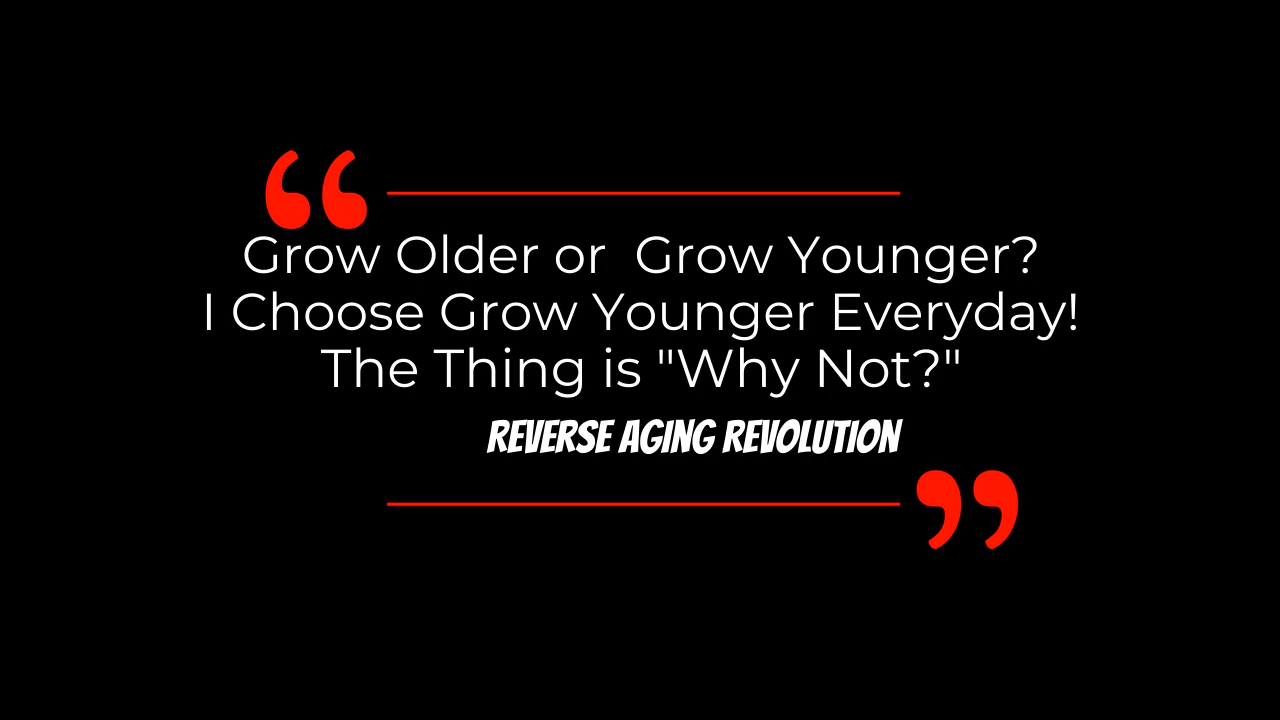 Grow Older or  Grow Younger?
I Choose Grow Younger Everyday!
The Thing is "Why Not?"
REVERSE AGING REVOLUTION